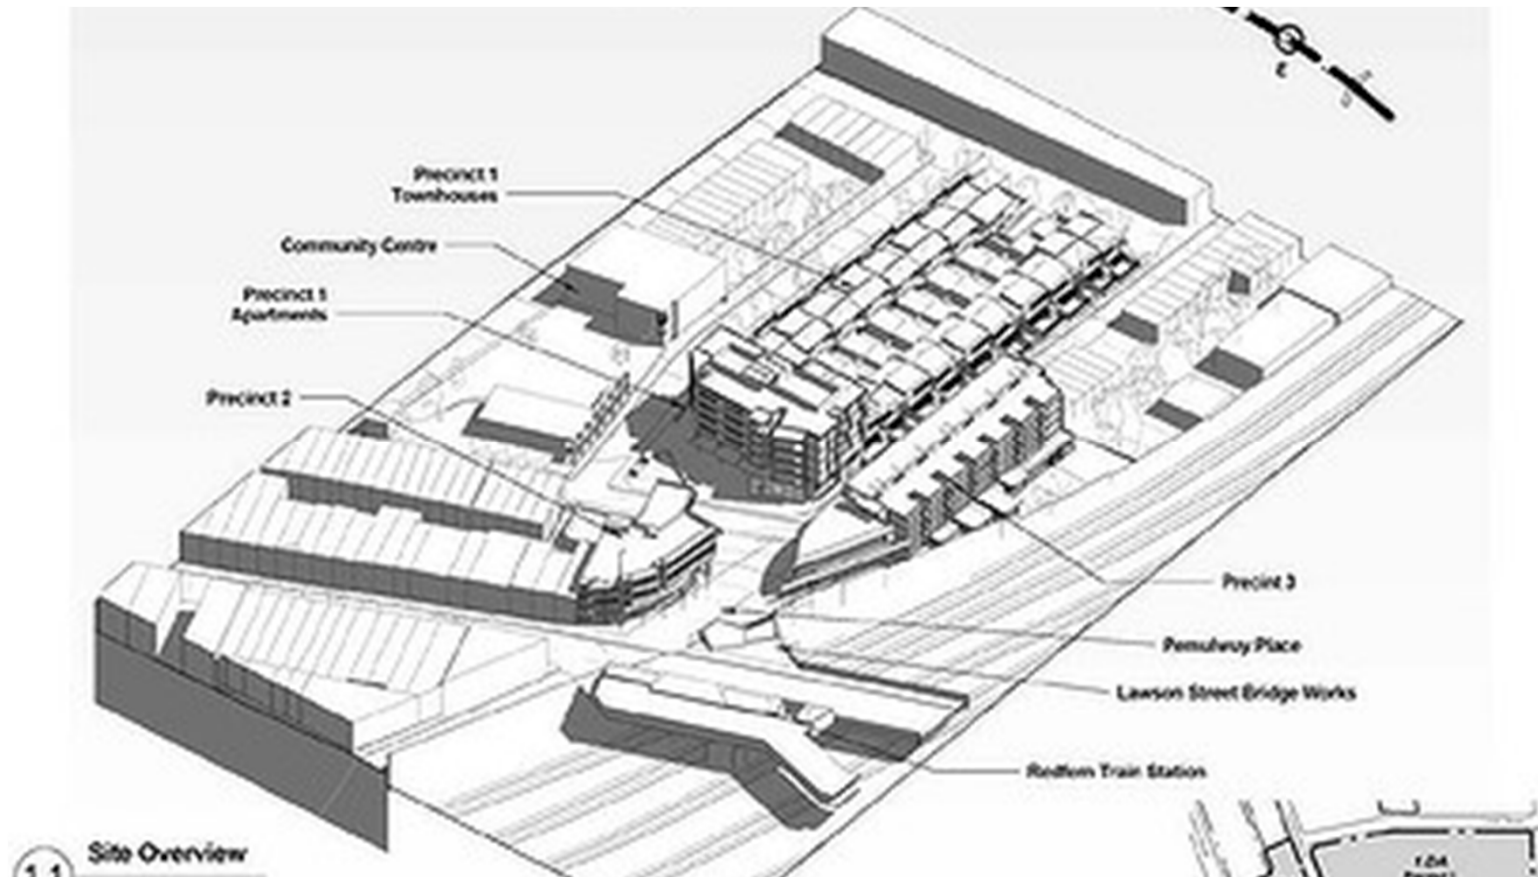 Precinct 1
Townhouses
Community Centre
Precinct 1
Apartments
Precinct 2
Precint 3
Pemulwuy Place
Lawson Street Bridge Works
Redfern Train Station
1.1
Site Overview